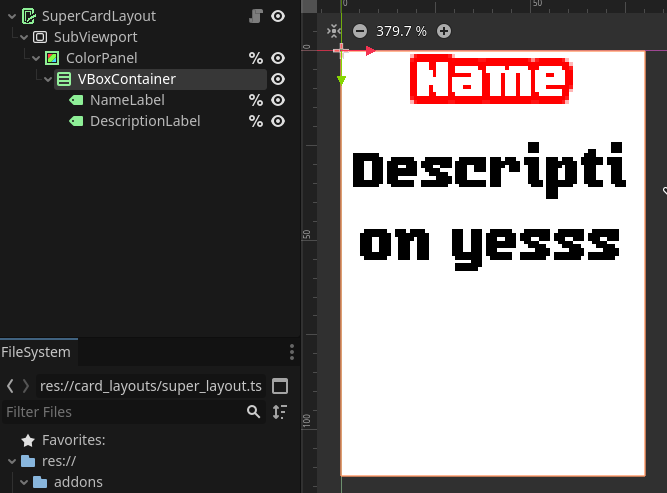 SuperCardLayout
SubViewport
ColorPanel
%
VBoxContainer
NameLabel
%
DescriptionLabel
%
FileSystem
res://card_layouts/super_layout.ts
Filter Files
Favorites:
res://
addons
0
50
379.7 %
0
50
100
Name
Descripti
on yesss